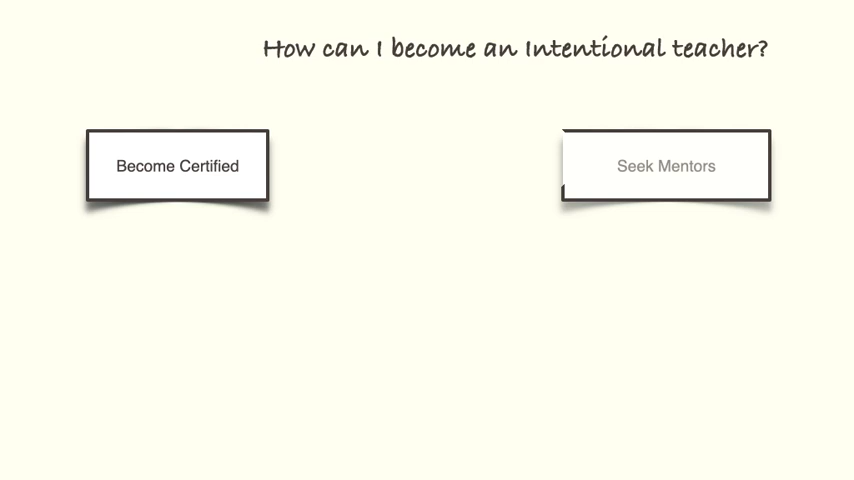 How can I become an Intentional teacher?
Become Certified
Seek Mentors